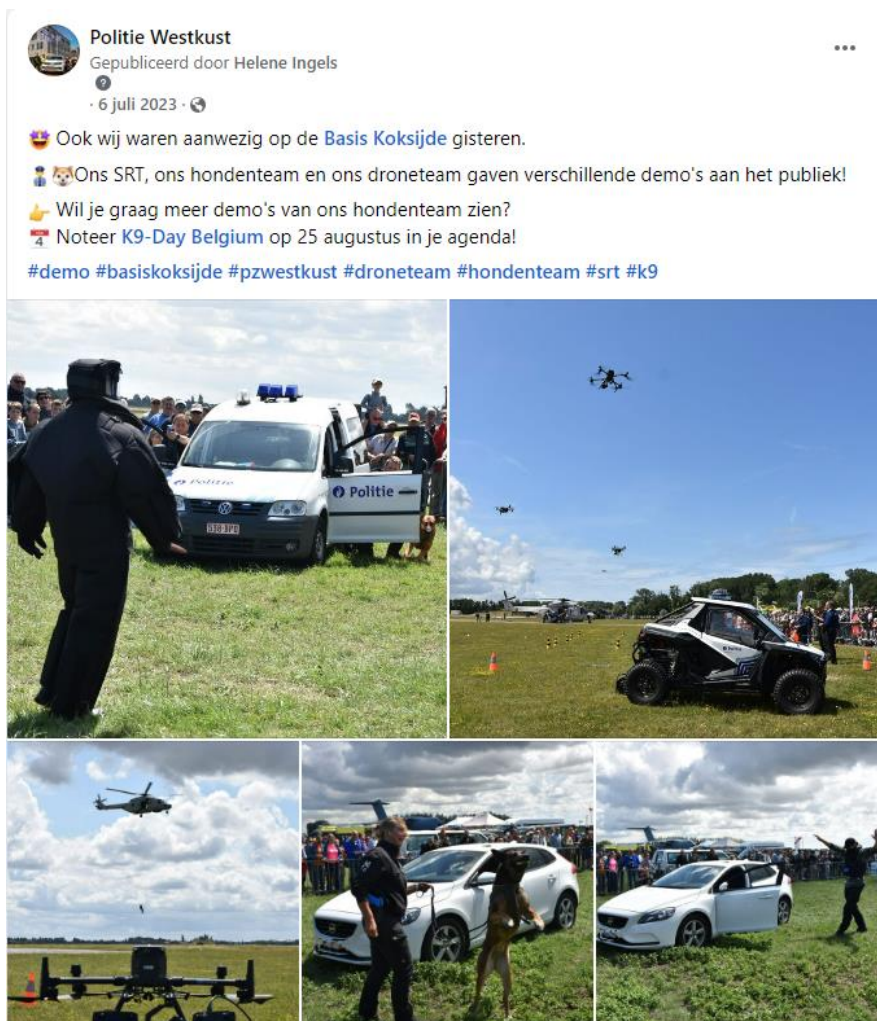 Politie Westkust
Gepubliceerd door Helene Ingels
· 6 juli 2023 ·
Ook wij waren aanwezig op de Basis Koksijde gisteren.
Ons SRT, ons hondenteam en ons droneteam gaven verschillende demo's aan het publiek!
Wil je graag meer demo's van ons hondenteam zien?
4 Noteer K9-Day Belgium op 25 augustus in je agenda!
#demo #basiskoksijde #pzwestkust #droneteam #hondenteam #srt #k9
Politie
Politie